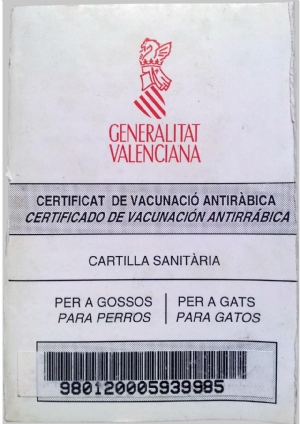 GENERALITAT
VALENCIANA
CERTIFICAT DE VACUNACIÓ ANTIRÀBICA
CERTIFICADO DE VACUNACIÓN ANTIRRÁBICA
CARTILLA SANITÀRIA
PER A GOSSOS
PARA PERROS
PER A GATS
PARA GATOS
980120005939985